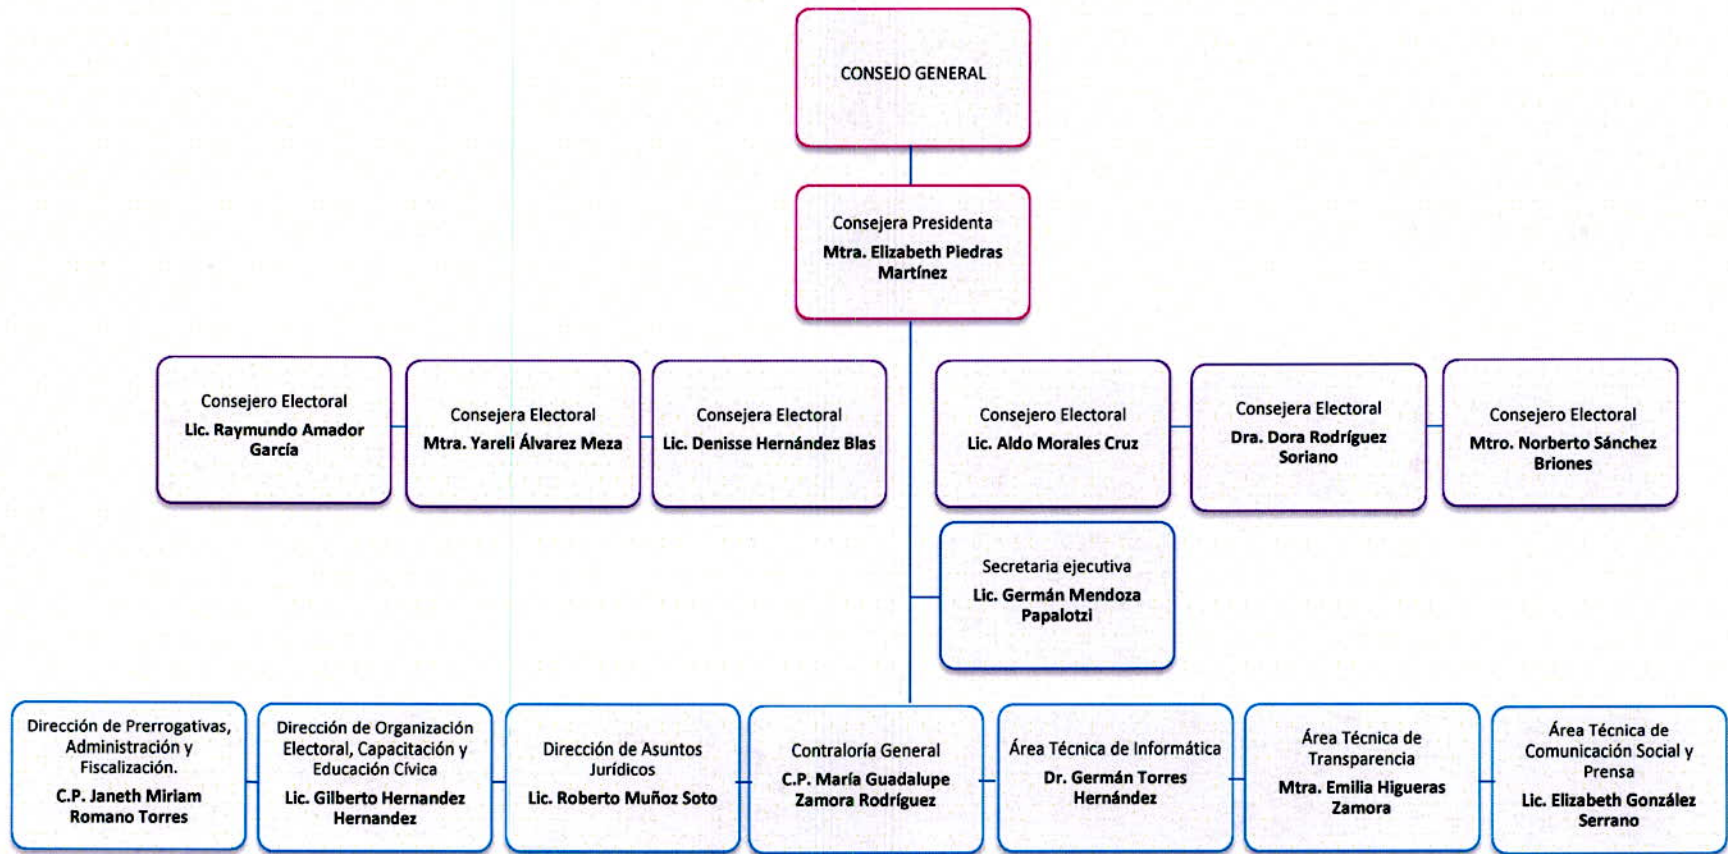 CONSEJO GENERAL
Consejera Presidenta
Mtra. Elizabeth Piedras
Martínez
Consejero Electoral
Lic. Raymundo Amador
García
Consejera Electoral
Mtra. Yareli Álvarez Meza
Consejera Electoral
Lic. Denisse Hernández Blas
Consejero Electoral
Lic. Aldo Morales Cruz
Consejera Electoral
Dra. Dora Rodríguez
Soriano
Consejero Electoral
Mtro. Norberto Sánchez
Briones
Secretaria ejecutiva
Lic. Germán Mendoza
Papalotzi
Dirección de Prerrogativas,
Administración y
Fiscalización.
C.P. Janeth Miriam
Romano Torres
Dirección de Organización
Electoral, Capacitación y
Educación Cívica
Lic. Gilberto Hernandez
Hernandez
Dirección de Asuntos
Jurídicos
Lic. Roberto Muñoz Soto
Contraloría General
C.P. María Guadalupe
Zamora Rodríguez
Área Técnica de Informática
Dr. Germán Torres
Hernández
Área Técnica de
Transparencia
Mtra. Emilia Higueras
Zamora
Área Técnica de
Comunicación Social y
Prensa
Lic. Elizabeth González
Serrano